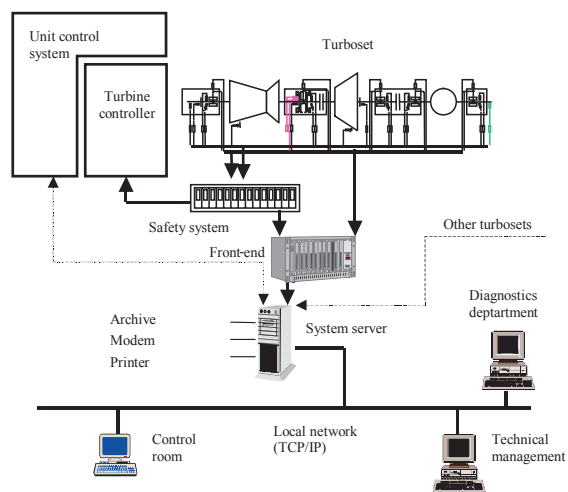 Unit control
system
Turboset
Turbine
controller
Safety system
Other turbosets
Front-end
Diagnostics
deptartment
Archive
System server
Modem
Printer
Control
room
Local network
(TCP/IP)
Technical
management